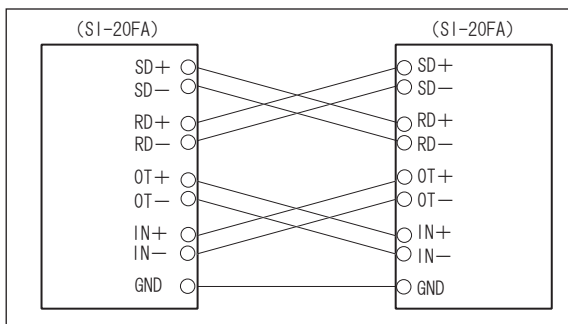 (SI-20FA) (SI-20FA)
SD+ SD+
SD− SD−
RD+ RD+
RD− RD−
OT+ OT+
OT− OT−
IN+ IN+
IN− IN−
GND GND